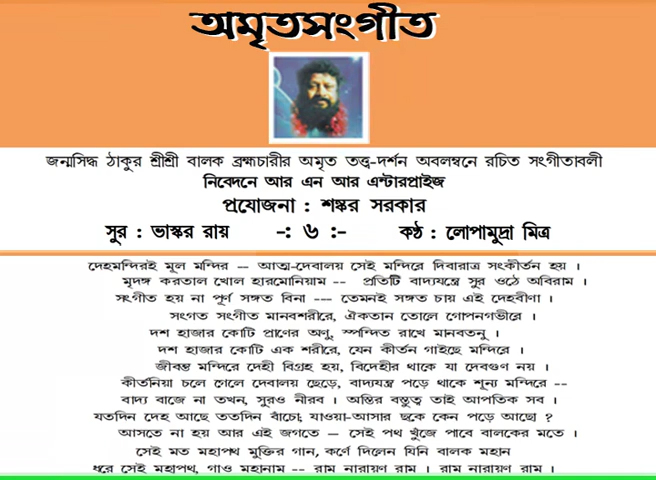 অমৃতসংগীত
জন্মসিদ্ধ ঠাকুর শ্রীশ্রী বালক ব্রহ্মচারীর অমৃত তত্ত্ব-দর্শন অবলম্বনে রচিত সংগীতাবলী
নিবেদনে আর এন আর এন্টারপ্রাইজ
প্রযোজনা : শঙ্কর সরকার
সুর : ভাস্কর রায় -: ৬ :- কণ্ঠ : লোপামুদ্রা মিত্র
দেহমন্দিরই মূল মন্দির – আত্ম-দেবালয় সেই মন্দিরে দিবারাত্র সংকীর্তন হয় ।
মৃদঙ্গ করতাল খোল হারমোনিয়াম -- প্রতিটি বাদ্যযন্ত্রে সুর ওঠে অবিরাম ।
সংগীত হয় না পূর্ণ সঙ্গত বিনা --- তেমনই সঙ্গত চায় এই দেহবীণা ।
সংগত সংগীত মানবশরীরে, ঐকতান তোলে গোপনগভীরে ।
দশ হাজার কোটি প্রাণের অণু, স্পন্দিত রাখে মানবতনু ।
দশ হাজার কোটি এক শরীরে, যেন কীর্তন গাইছে মন্দিরে ।
জীবন্ত মন্দিরে দেহী বিগ্রহ হয়, বিদেহীর থাকে যা দেবগুণ নয় ।
কীর্তনিয়া চলে গেলে দেবালয় ছেড়ে, বাদ্যযন্ত্র পড়ে থাকে শূন্য মন্দিরে --
বাদ্য বাজে না তখন, সুরও নীরব । অস্তির বস্তুত্ব তাই আপতিক সব ।
যতদিন দেহ আছে ততদিন বাঁচো; যাওয়া-আসার ছকে কেন পড়ে আছো ?
আসতে না হয় আর এই জগতে – সেই পথ খুঁজে পাবে বালকের মতে ।
সেই মত মহাপথ মুক্তির গান, কর্ণে দিলেন যিনি বালক মহান
ধরে সেই মহাপথ, গাও মহানাম -- রাম নারায়ণ রাম । রাম নারায়ণ রাম ।